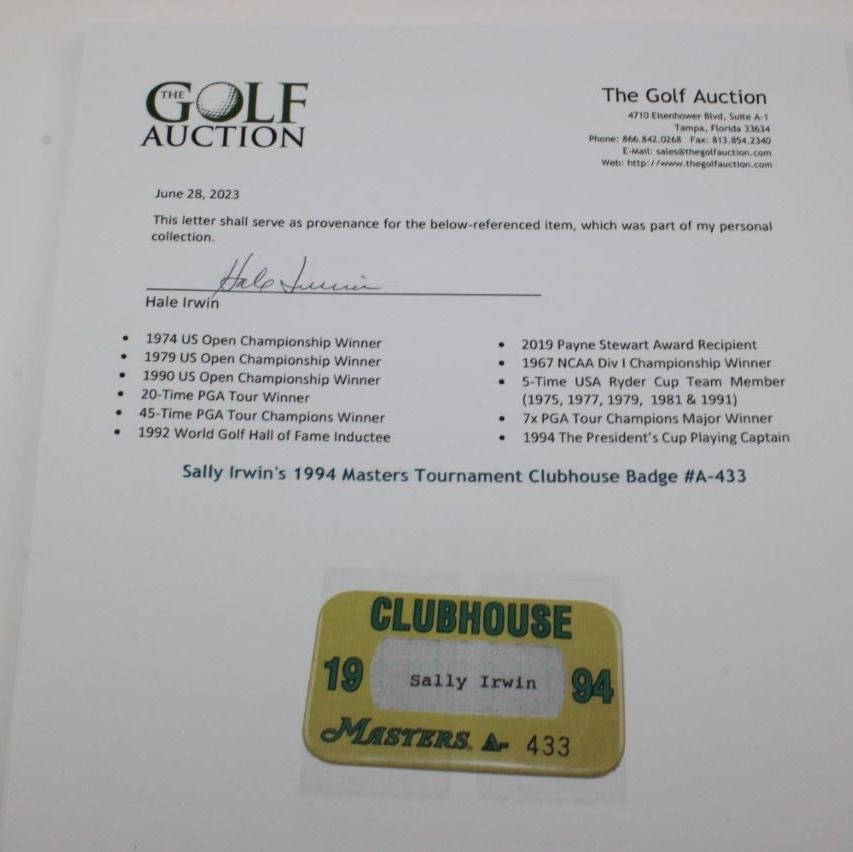 THE
GOLF
AUCTION
The Golf Auction
4710 Eisenhower Blvd, Suite A-1
Tampa, Florida 33634
Phone: 866.842.0268 Fax: 813.854.2340
E-Mail: sales@thegolfauction.com
Web: http://www.thegolfauction.com
June 28, 2023
This letter shall serve as provenance for the below-referenced item, which was part of my personal
collection.
Hale Irwin
Hale Irwin
• 1974 US Open Championship Winner
• 1979 US Open Championship Winner
• 1990 US Open Championship Winner
• 20-Time PGA Tour Winner
• 45-Time PGA Tour Champions Winner
• 1992 World Golf Hall of Fame Inductee
• 2019 Payne Stewart Award Recipient
• 1967 NCAA Div I Championship Winner
• 5-Time USA Ryder Cup Team Member
(1975, 1977, 1979, 1981 & 1991)
• 7x PGA Tour Champions Major Winner
• 1994 The President's Cup Playing Captain
Sally Irwin's 1994 Masters Tournament Clubhouse Badge #A-433
CLUBHOUSE
19 Sally Irwin 94
MASTERS® A- 433